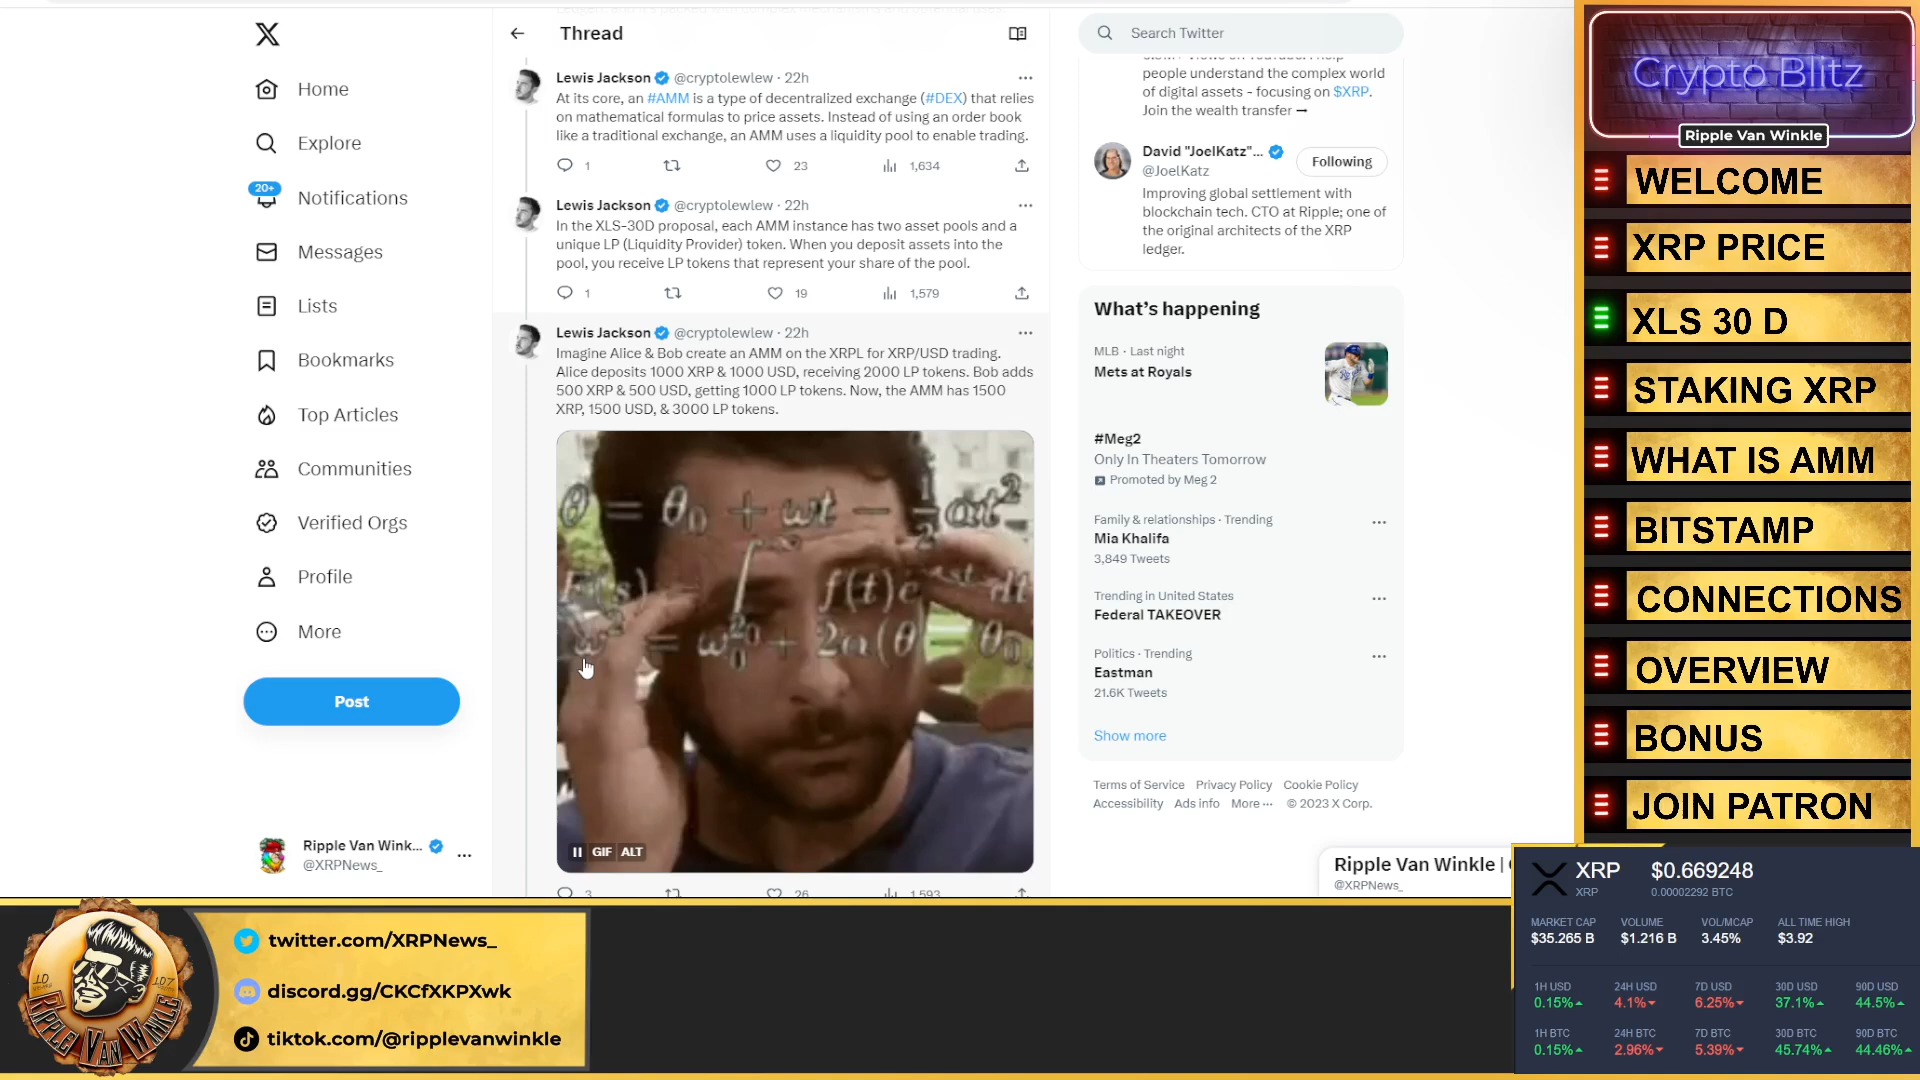 Home
Explore
20+
Notifications
Messages
Lists
Bookmarks
Top Articles
Communities
Verified Orgs
Profile
More
Post
Ripple Van Wink...
@XRPNews_
Thread
Lewis Jackson @cryptolewlew · 22h
At its core, an #AMM is a type of decentralized exchange (#DEX) that relies
on mathematical formulas to price assets. Instead of using an order book
like a traditional exchange, an AMM uses a liquidity pool to enable trading.
1 23 1,634
Lewis Jackson @cryptolewlew · 22h
In the XLS-30D proposal, each AMM instance has two asset pools and a
unique LP (Liquidity Provider) token. When you deposit assets into the
pool, you receive LP tokens that represent your share of the pool.
1 19 1,579
Lewis Jackson @cryptolewlew · 22h
Imagine Alice & Bob create an AMM on the XRPL for XRP/USD trading.
Alice deposits 1000 XRP & 1000 USD, receiving 2000 LP tokens. Bob adds
500 XRP & 500 USD, getting 1000 LP tokens. Now, the AMM has 1500
XRP, 1500 USD, & 3000 LP tokens.
GIF ALT
3 26 1,593
Search Twitter
people understand the complex world
of digital assets - focusing on $XRP.
Join the wealth transfer →
David "JoelKatz"...
@JoelKatz
Following
Improving global settlement with
blockchain tech. CTO at Ripple; one of
the original architects of the XRP
ledger.
What's happening
MLB · Last night
Mets at Royals
#Meg2
Only In Theaters Tomorrow
Promoted by Meg 2
Family & relationships · Trending
Mia Khalifa
3,849 Tweets
Trending in United States
Federal TAKEOVER
Politics · Trending
Eastman
21.6K Tweets
Show more
Terms of Service Privacy Policy Cookie Policy
Accessibility Ads info More ··· © 2023 X Corp.
Ripple Van Winkle |
@XRPNews_
Crypto Blitz
Ripple Van Winkle
WELCOME
XRP PRICE
XLS 30 D
STAKING XRP
WHAT IS AMM
BITSTAMP
CONNECTIONS
OVERVIEW
BONUS
JOIN PATRON
XRP $0.669248
XRP 0.00002292 BTC
MARKET CAP VOLUME VOL/MCAP ALL TIME HIGH
$35.265 B $1.216 B 3.45% $3.92
1H USD 24H USD 7D USD 30D USD 90D USD
0.15% 4.1% 6.25% 37.1% 44.5%
1H BTC 24H BTC 7D BTC 30D BTC 90D BTC
0.15% 2.96% 5.39% 45.74% 44.46%
RIPPLE VAN WINKLE
twitter.com/XRPNews_
discord.gg/CKCfXKPXwk
tiktok.com/@ripplevanwinkle